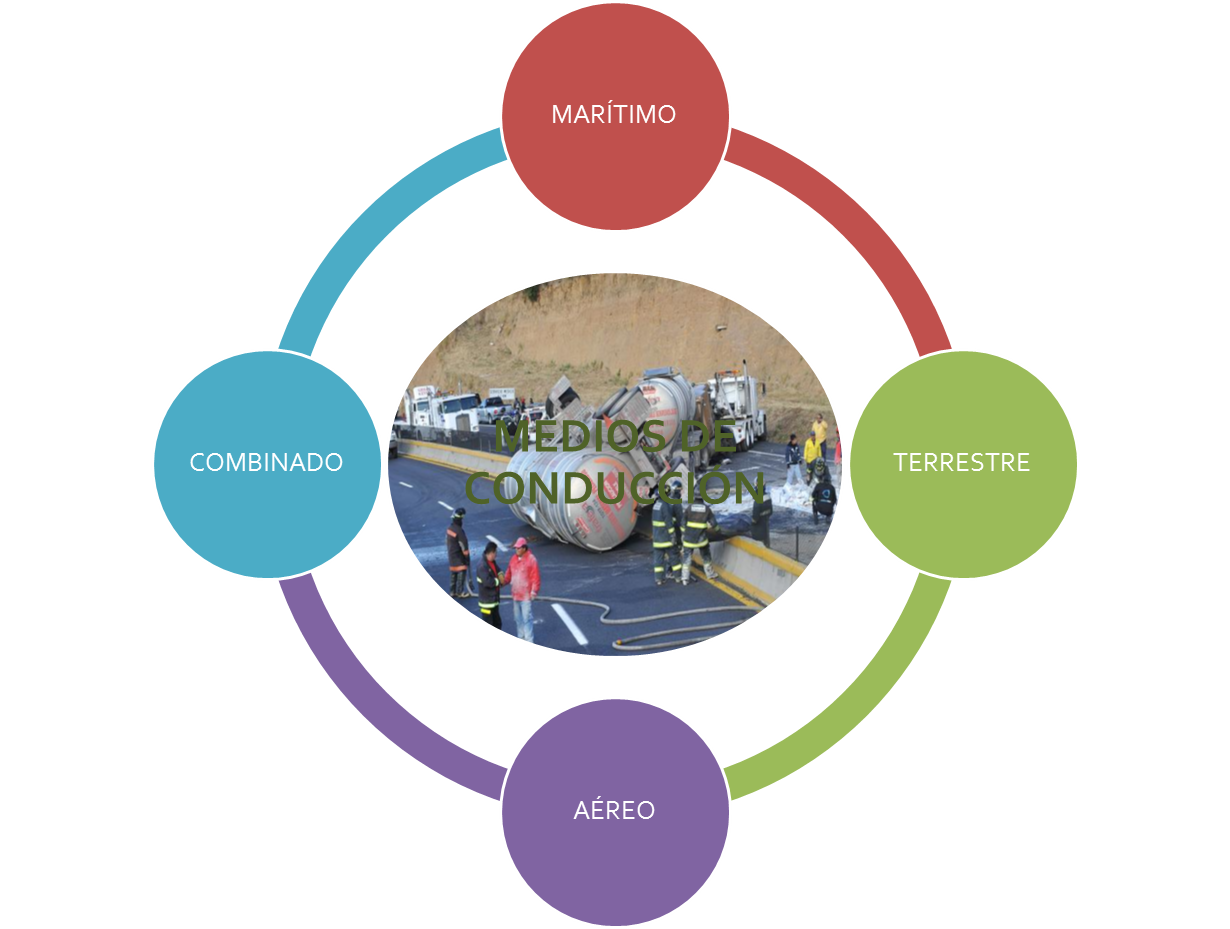 MARÍTIMO
COMBINADO
MEDIOS DE
CONDUCCIÓN
TERRESTRE
AÉREO